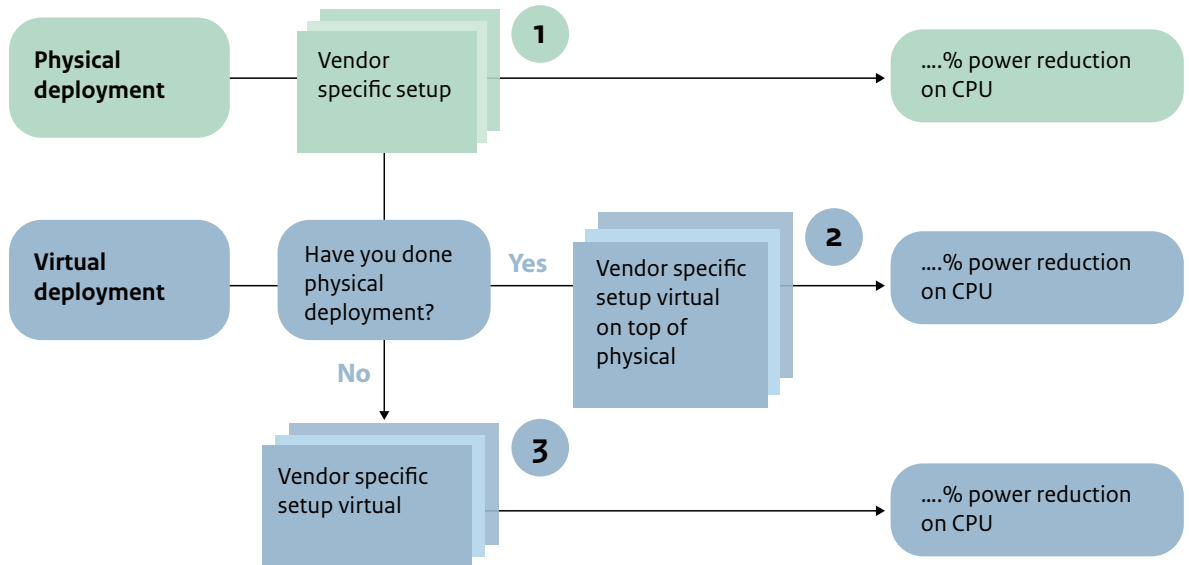 Physical
deployment
Vendor
specific setup
1
....% power reduction
on CPU
Virtual
deployment
Have you done
physical
deployment?
Yes
Vendor specific
setup virtual
on top of
physical
2
....% power reduction
on CPU
No
Vendor specific
setup virtual
3
....% power reduction
on CPU